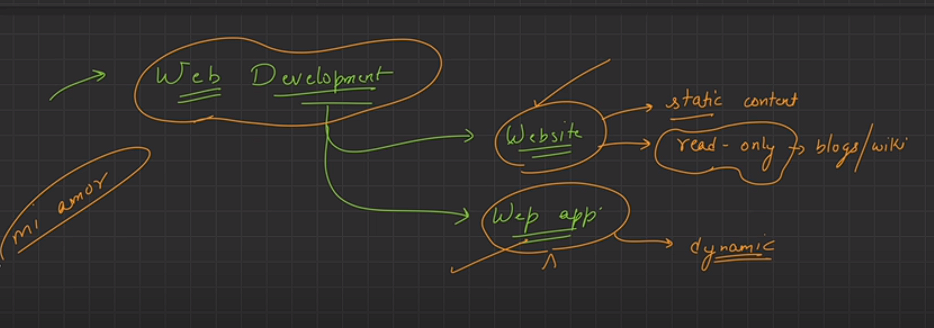 Web Development
static content
Website
read-only → blogs/wiki
mi amor
Web app
dynamic